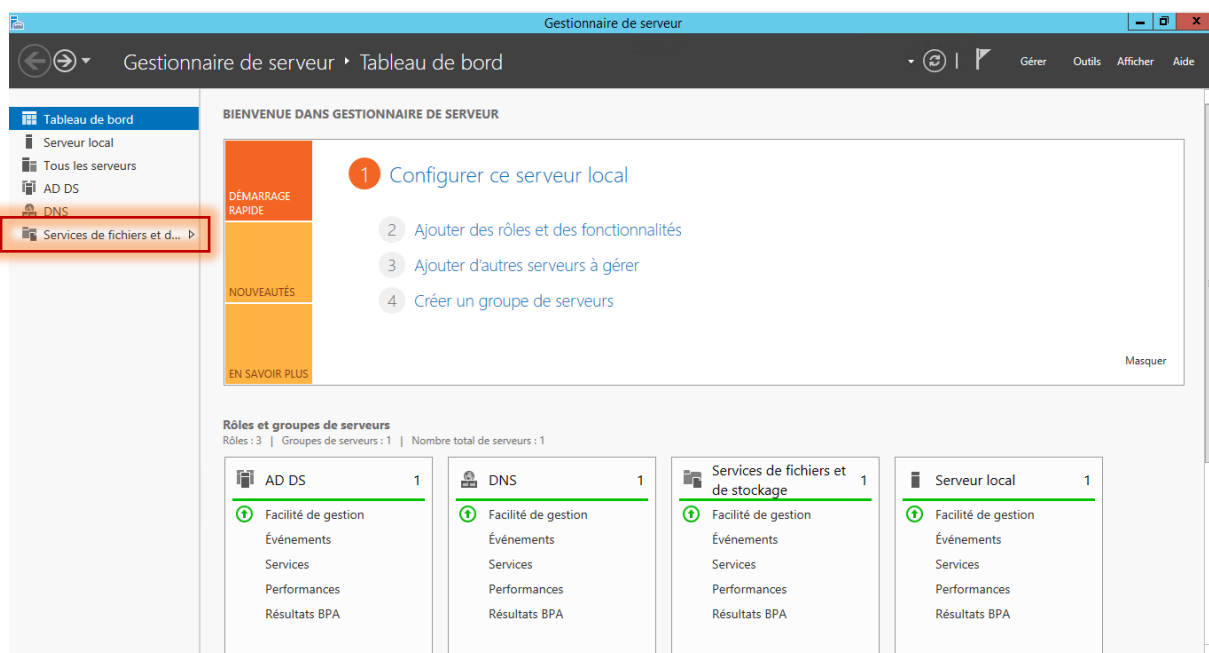 Gestionnaire de serveur
Gestionnaire de serveur ‣ Tableau de bord
Gérer Outils Afficher Aide
Tableau de bord
Serveur local
Tous les serveurs
AD DS
DNS
Services de fichiers et d...
BIENVENUE DANS GESTIONNAIRE DE SERVEUR
DÉMARRAGE
RAPIDE
NOUVEAUTÉS
EN SAVOIR PLUS
1 Configurer ce serveur local
2 Ajouter des rôles et des fonctionnalités
3 Ajouter d'autres serveurs à gérer
4 Créer un groupe de serveurs
Masquer
Rôles et groupes de serveurs
Rôles : 3 | Groupes de serveurs : 1 | Nombre total de serveurs : 1
AD DS 1
Facilité de gestion
Événements
Services
Performances
Résultats BPA
DNS 1
Facilité de gestion
Événements
Services
Performances
Résultats BPA
Services de fichiers et
de stockage 1
Facilité de gestion
Événements
Services
Performances
Résultats BPA
Serveur local 1
Facilité de gestion
Événements
Services
Performances
Résultats BPA